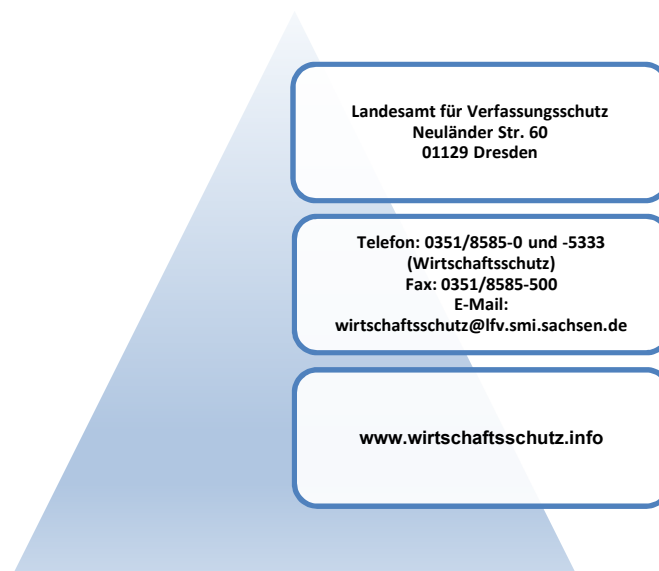 Landesamt für Verfassungsschutz
Neuländer Str. 60
01129 Dresden
Telefon: 0351/8585-0 und -5333
(Wirtschaftsschutz)
Fax: 0351/8585-500
E-Mail:
wirtschaftsschutz@lfv.smi.sachsen.de
www.wirtschaftsschutz.info